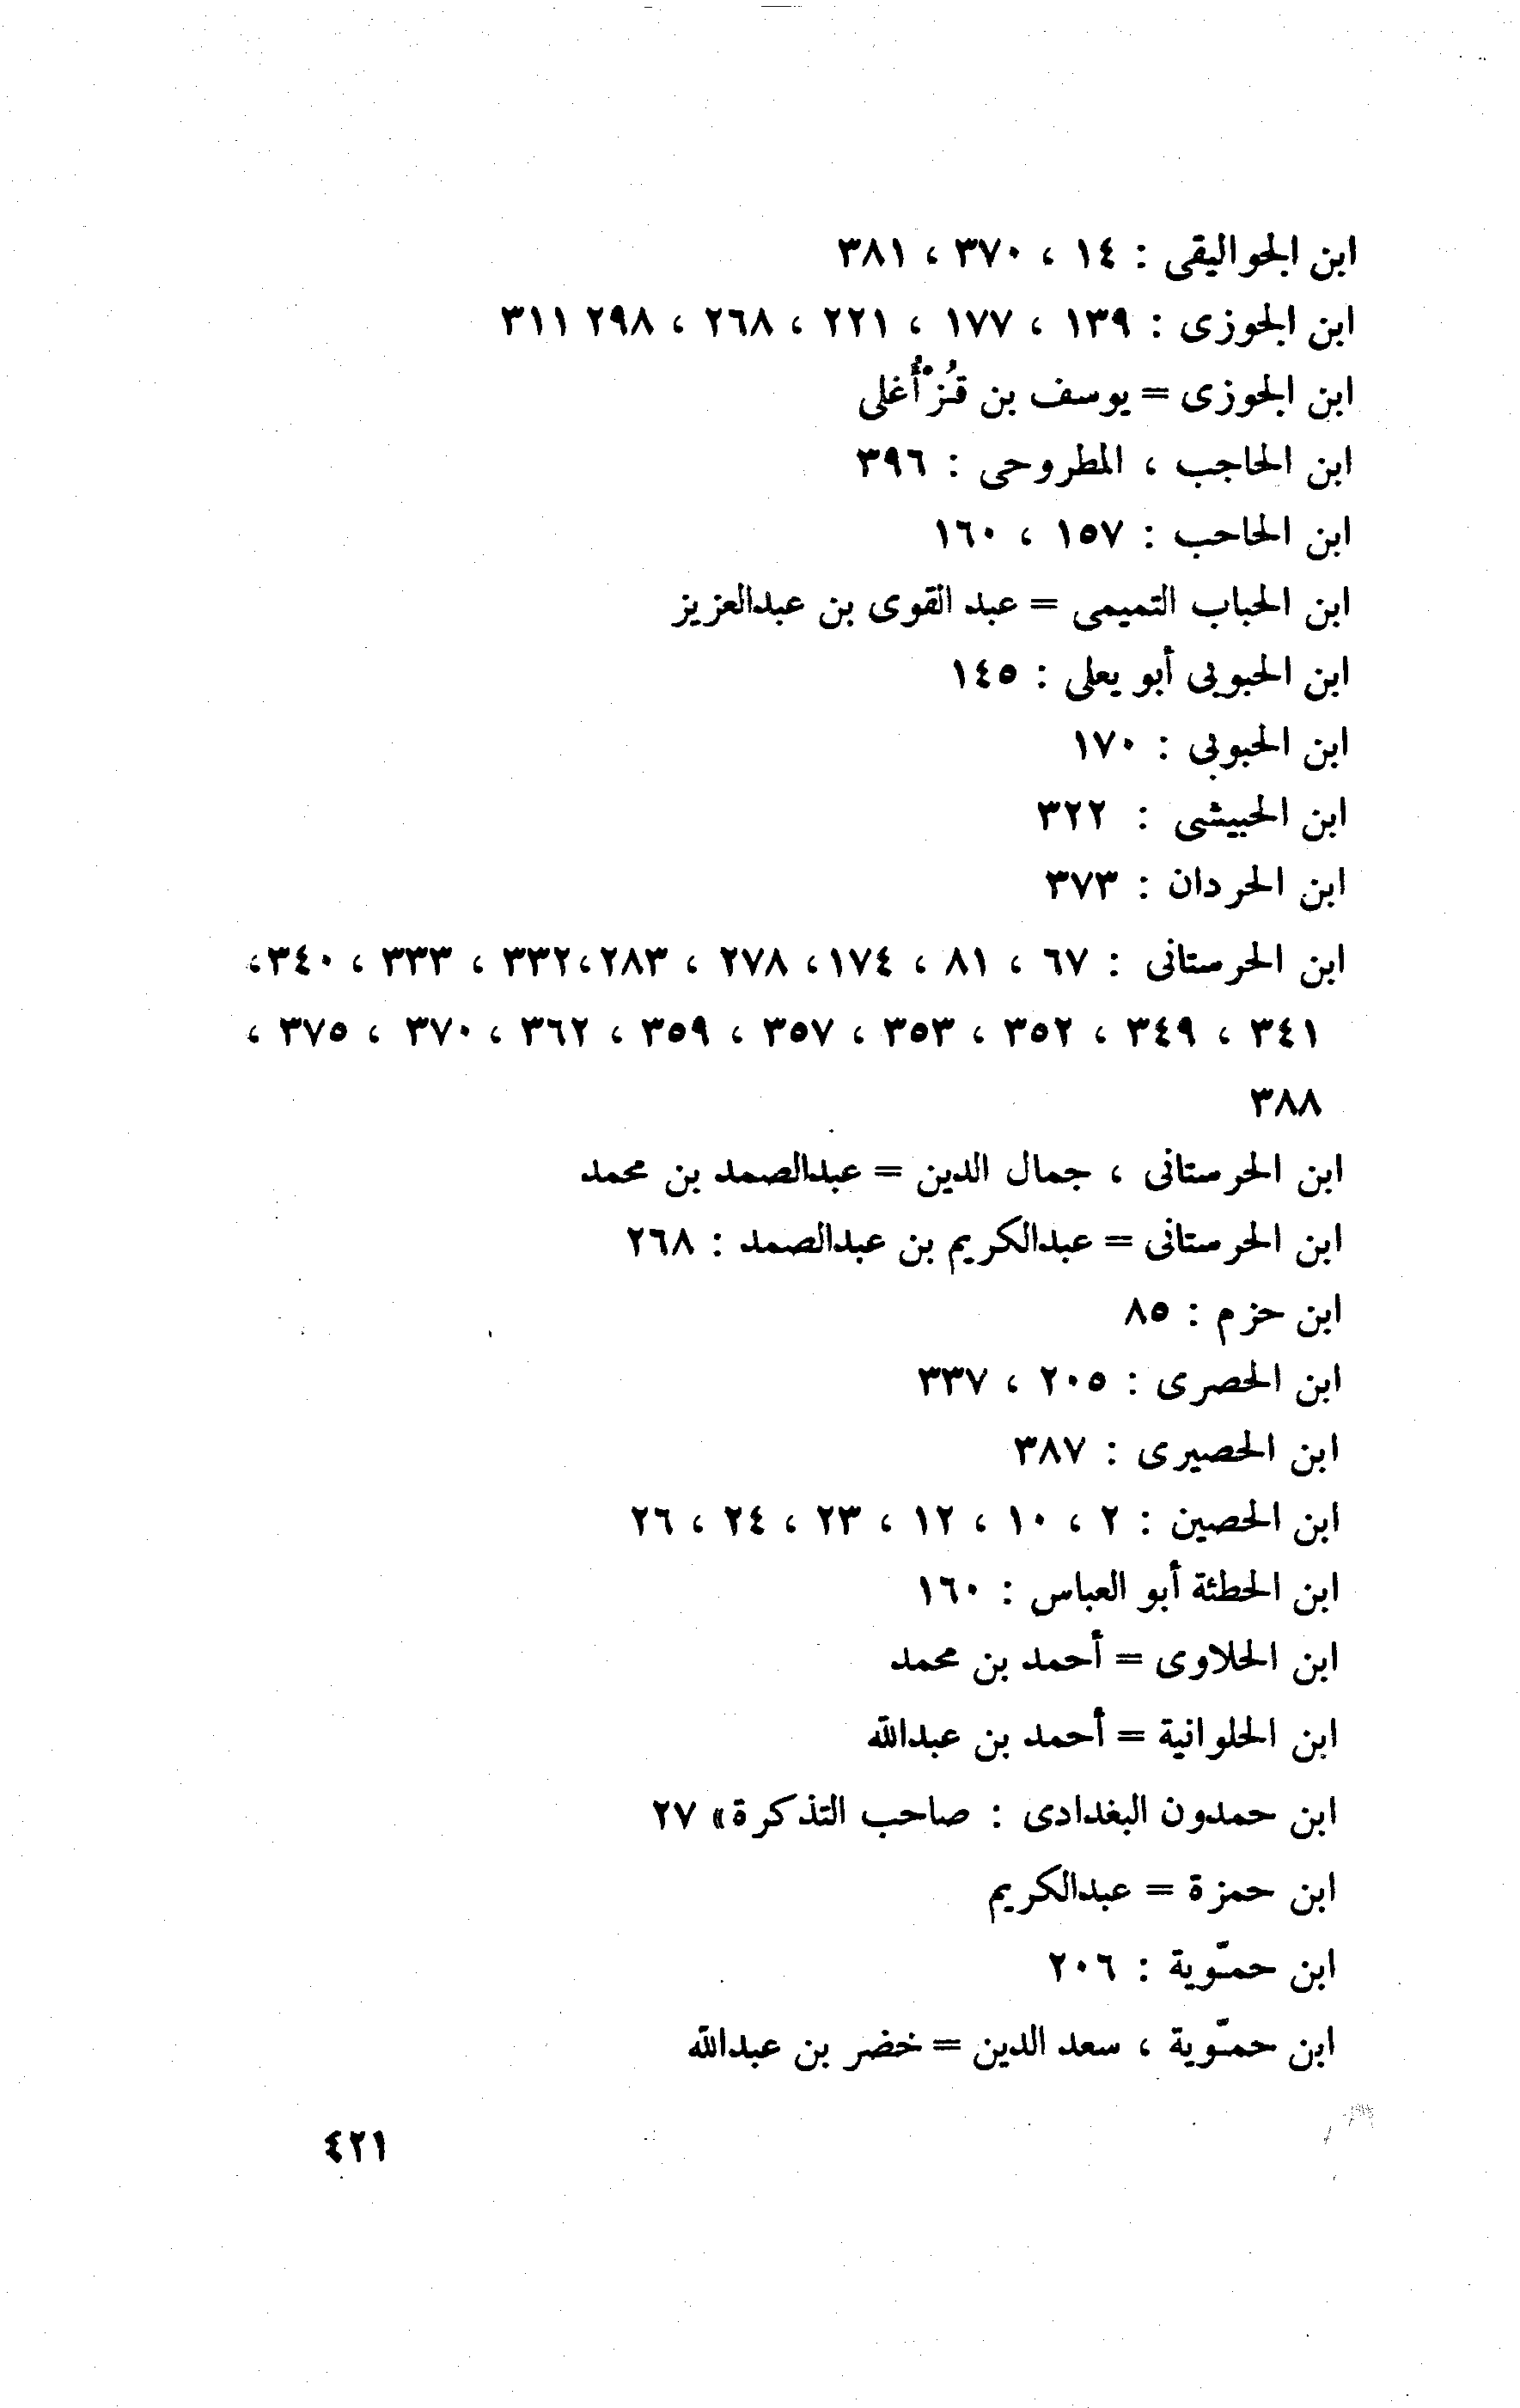 ابن الجواليقى : ١٤ ، ٣٧٠ ، ٣٨١
ابن الجوزى : ١٣٩ ، ١٧٧ ، ٢٢١ ، ٢٦٨ ، ٢٩٨ ٣١١
ابن الجوزى = يوسف بن قُزْأُغلى
ابن الحاجب ، المطروحى : ٣٩٦
ابن الحاحب : ١٥٧ ، ١٦٠
ابن الحباب التميمى = عبد القوى بن عبدالعزيز
ابن الحبوبى أبو يعلى : ١٤٥
ابن الحبوبى : ١٧٠
ابن الحبيشى : ٣٢٢
ابن الحردان : ٣٧٣
ابن الحرستانى : ٦٧ ، ٨١ ، ١٧٤، ٢٧٨ ، ٢٨٣،٣٣٢ ، ٣٣٣ ، ٣٤٠،
٣٤١ ، ٣٤٩ ، ٣٥٢ ، ٣٥٣ ، ٣٥٧ ، ٣٥٩ ، ٣٦٢ ، ٣٧٠ ، ٣٧٥ ،
٣٨٨
ابن الحرستانى ، جمال الدين = عبدالصمد بن محمد
ابن الحرستانى = عبدالكريم بن عبدالصمد : ٢٦٨
ابن حزم : ٨٥
ابن الحصرى : ٢٠٥ ، ٣٣٧
ابن الحصيرى : ٣٨٧
ابن الحصين : ٢ ، ١٠ ، ١٢ ، ٢٣ ، ٢٤ ، ٢٦
ابن الحطئة أبو العباس : ١٦٠
ابن الحلاوى = أحمد بن محمد
ابن الحلوانية = أحمد بن عبدالله
ابن حمدون البغدادى : صاحب التذكرة» ٢٧
ابن حمزة = عبدالكريم
ابن حمّوية : ٢٠٦
ابن حمّوية ، سعد الدين = خضر بن عبدالله
٤٢١